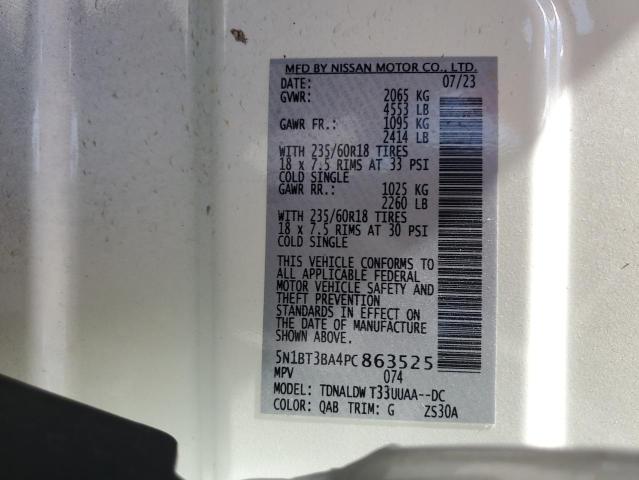 MFD BY NISSAN MOTOR CO., LTD.
DATE: 07/23
GVWR: 2065 KG
4553 LB
GAWR FR.: 1095 KG
2414 LB
WITH 235/60R18 TIRES
18 x 7.5 RIMS AT 33 PSI
COLD SINGLE
GAWR RR.: 1025 KG
2260 LB
WITH 235/60R18 TIRES
18 x 7.5 RIMS AT 30 PSI
COLD SINGLE
THIS VEHICLE CONFORMS TO
ALL APPLICABLE FEDERAL
MOTOR VEHICLE SAFETY AND
THEFT PREVENTION
STANDARDS IN EFFECT ON
THE DATE OF MANUFACTURE
SHOWN ABOVE.
5N1BT3BA4PC863525
MPV 074
MODEL: TDNALDW T33UUAA--DC
COLOR: QAB TRIM: G ZS30A